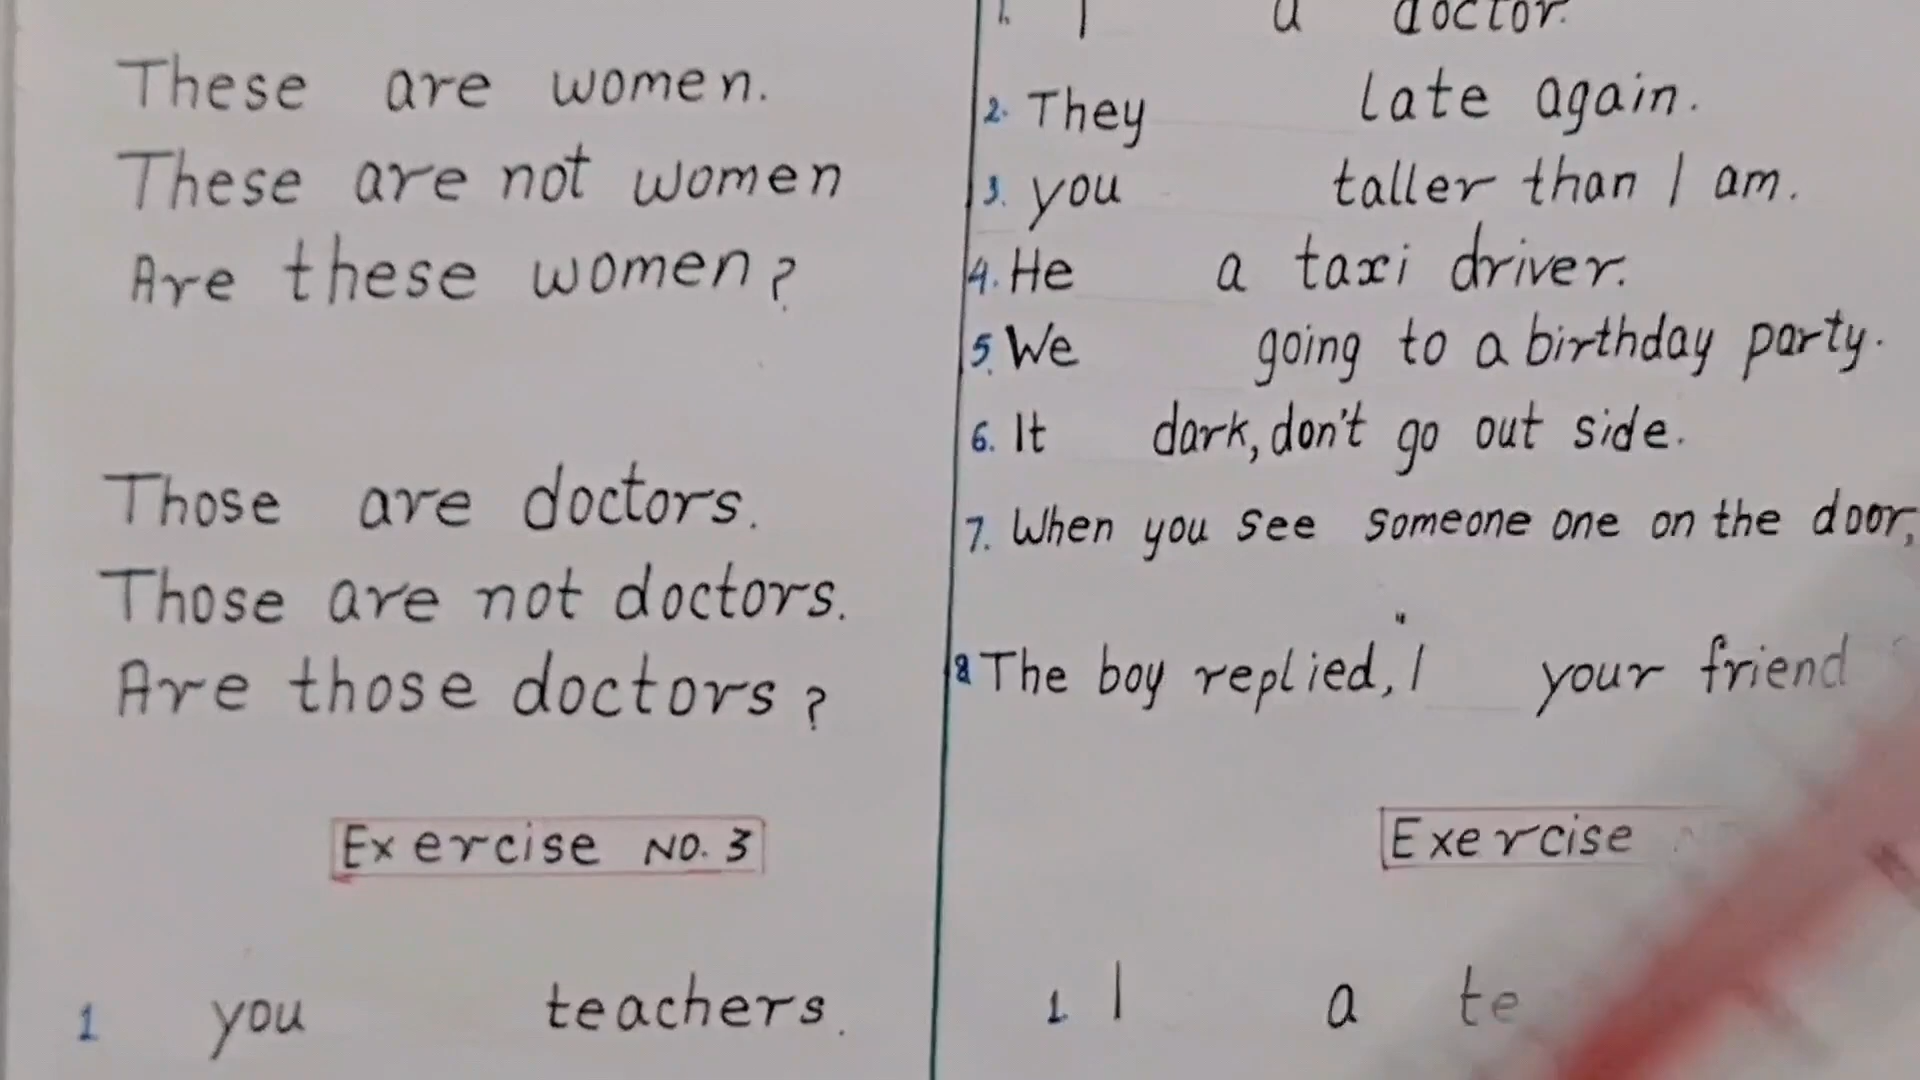 These are women.
These are not women
Are these women?
Those are doctors.
Those are not doctors.
Are those doctors?
Exercise NO. 3
1 you teachers.
1. I a doctor.
2. They late again.
3. you taller than I am.
4. He a taxi driver.
5. We going to a birthday party.
6. It dark, don't go out side.
7. When you see someone one on the door,
8 The boy replied, "I your friend
Exercise
1 I a